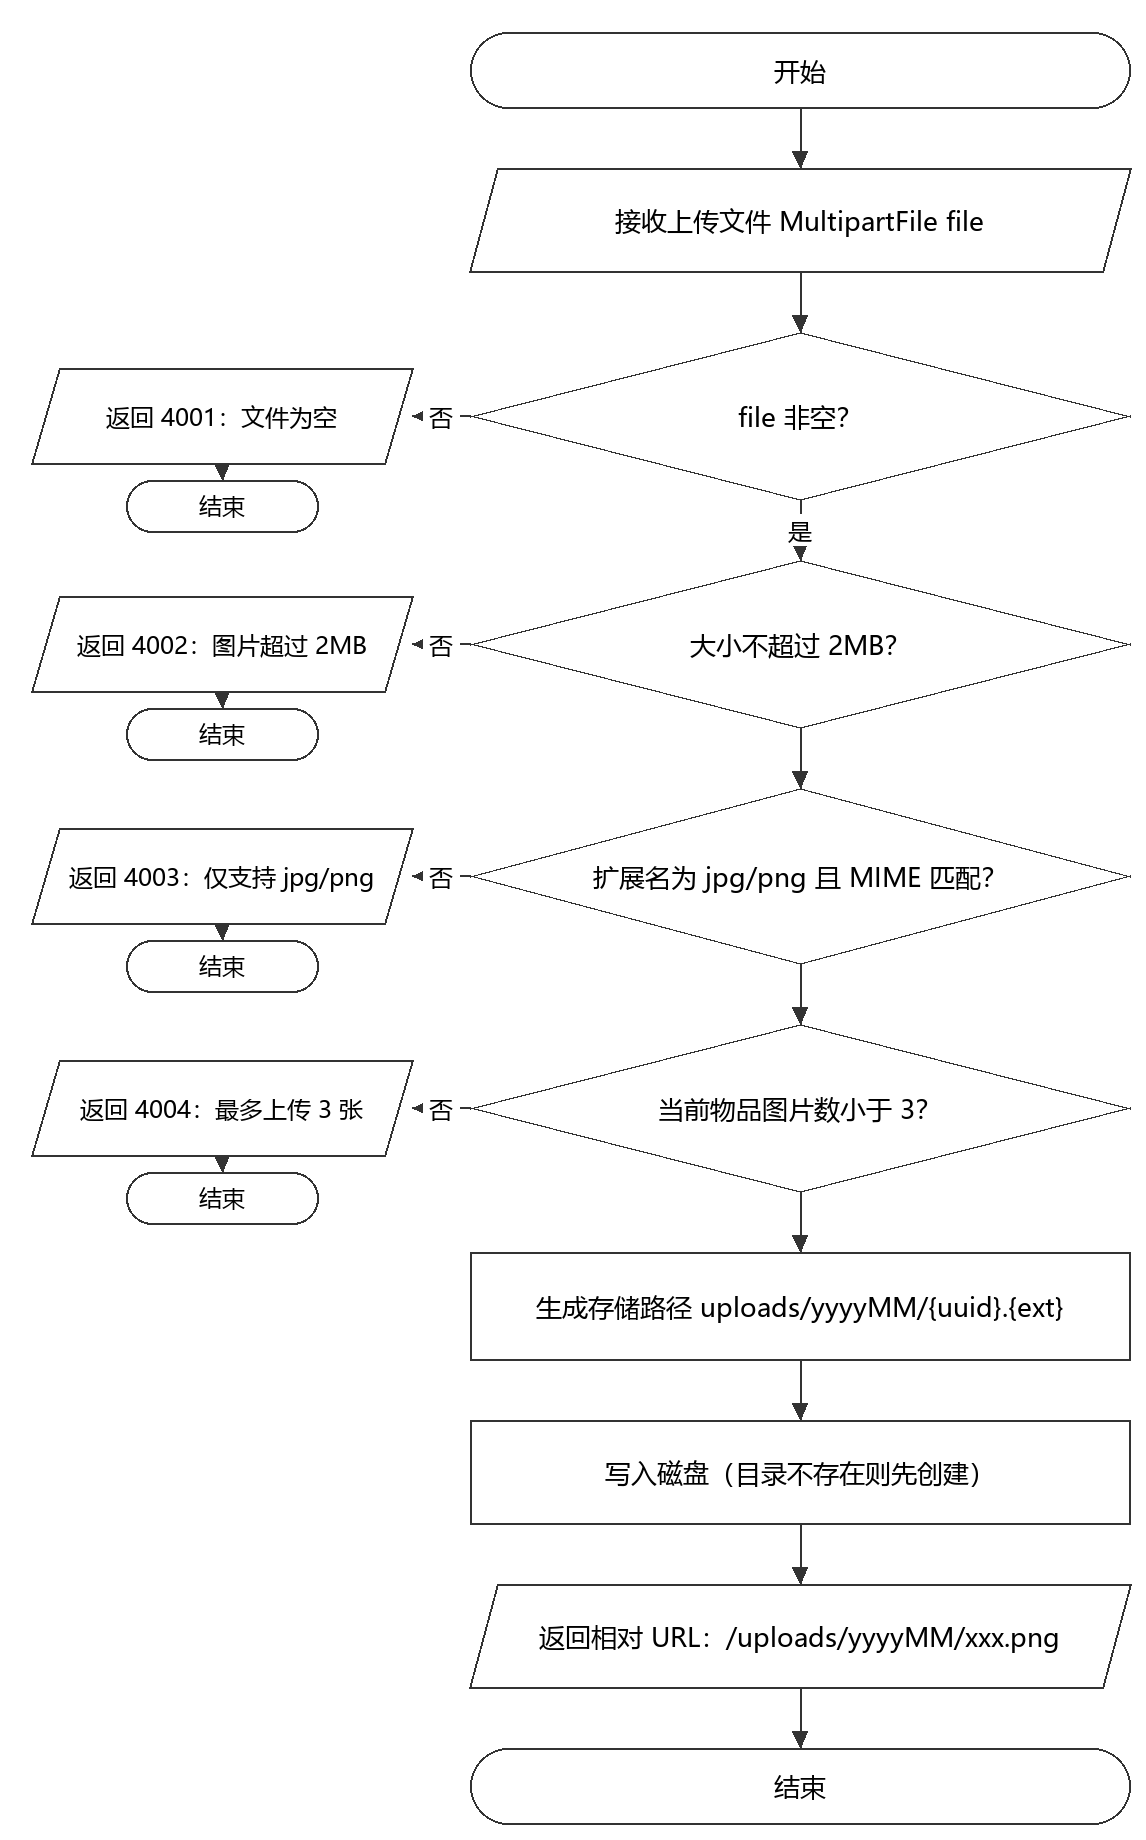 开始
接收上传文件 MultipartFile file
file 非空？
否
返回 4001：文件为空
结束
是
大小不超过 2MB？
否
返回 4002：图片超过 2MB
结束
扩展名为 jpg/png 且 MIME 匹配？
否
返回 4003：仅支持 jpg/png
结束
当前物品图片数小于 3？
否
返回 4004：最多上传 3 张
结束
生成存储路径 uploads/yyyyMM/{uuid}.{ext}
写入磁盘（目录不存在则先创建）
返回相对 URL：/uploads/yyyyMM/xxx.png
结束